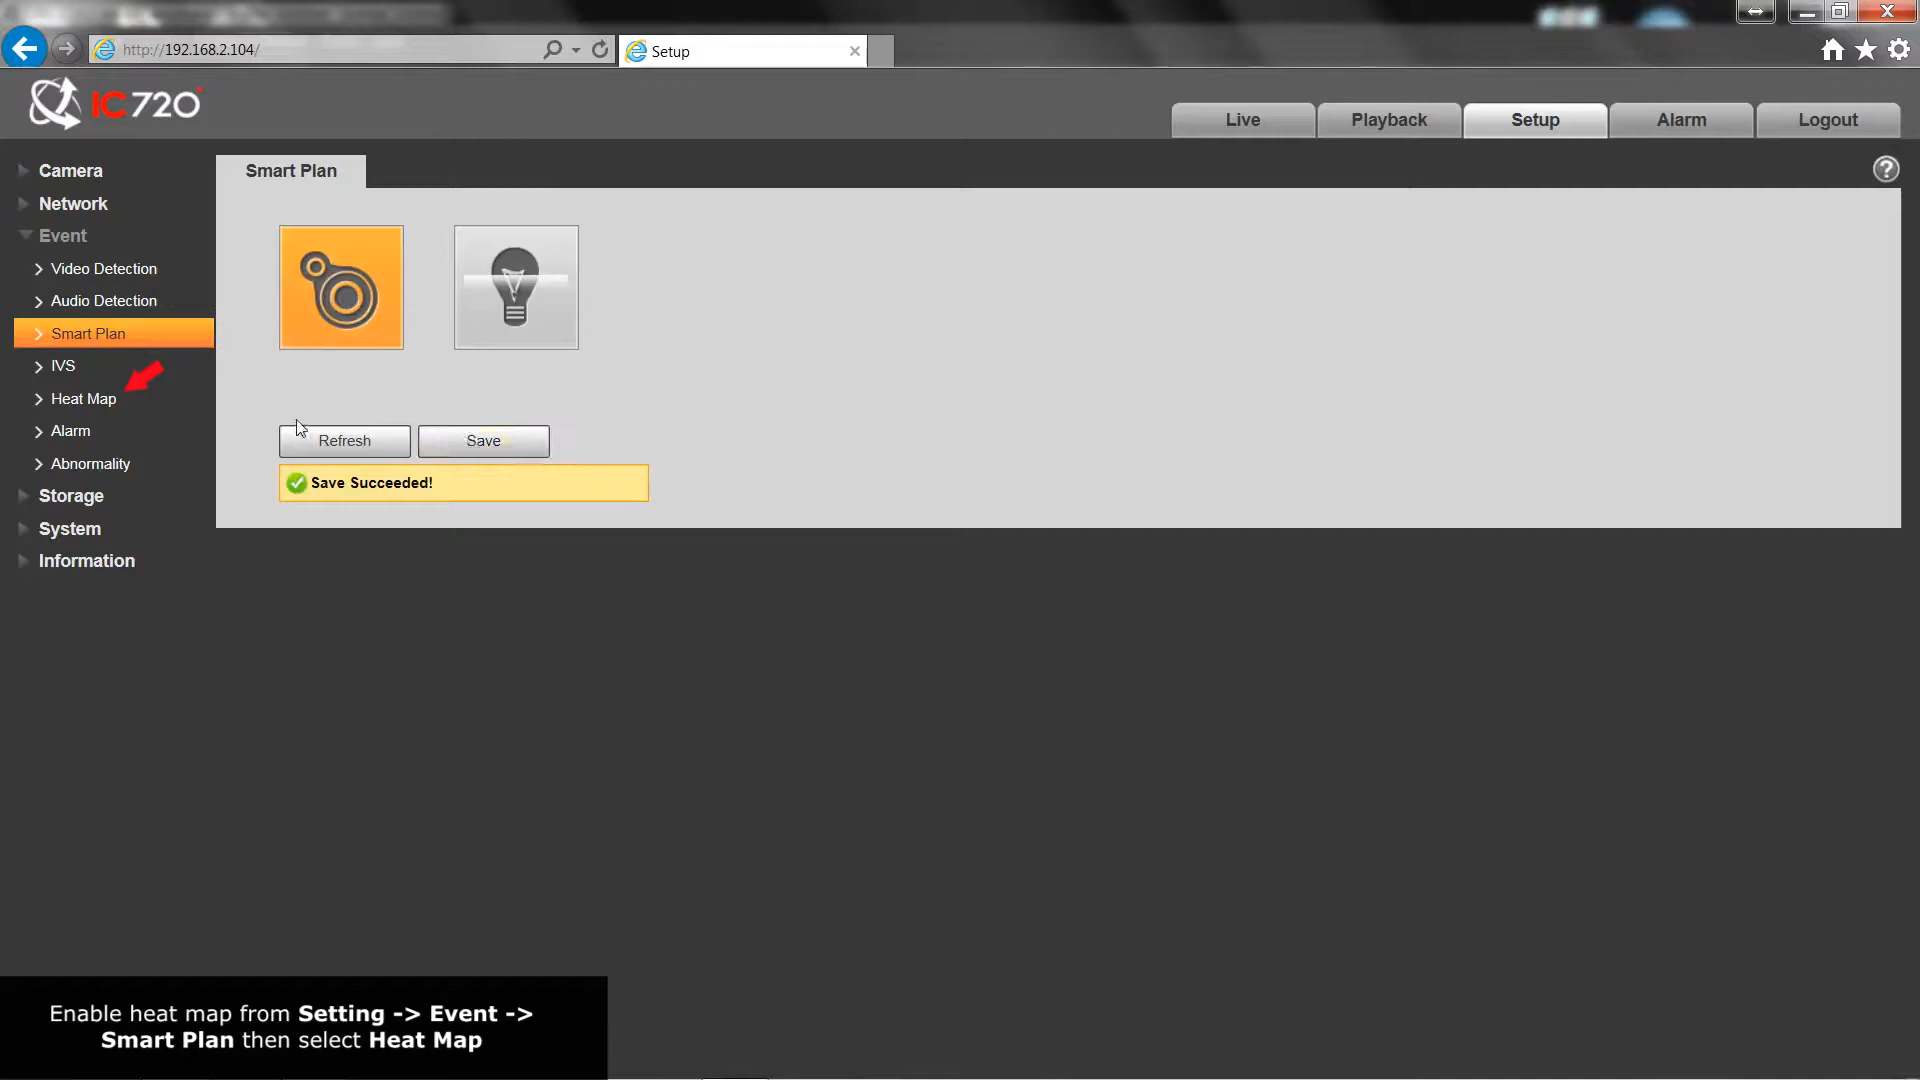 http://192.168.2.104/
Setup
IC720
Live
Playback
Setup
Alarm
Logout
Camera
Network
Event
Video Detection
Audio Detection
Smart Plan
IVS
Heat Map
Alarm
Abnormality
Storage
System
Information
Smart Plan
?
Refresh
Save
Save Succeeded!
Enable heat map from Setting -> Event ->
Smart Plan then select Heat Map